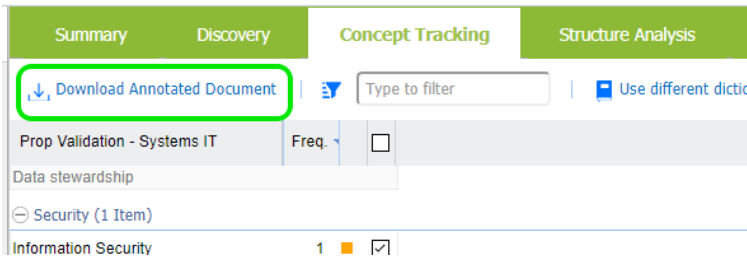 Summary Discovery Concept Tracking Structure Analysis
Download Annotated Document Type to filter Use different
Prop Validation - Systems IT Freq.
Data stewardship
Security (1 Item)
Information Security 1